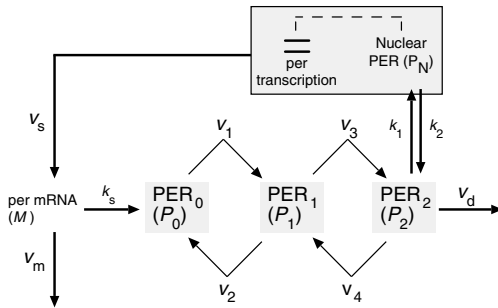 Nuclear
PER (P_N)
per
transcription
v_s
v_1
v_3
k_1
k_2
per mRNA
(M)
k_s
PER_0
(P_0)
PER_1
(P_1)
PER_2
(P_2)
v_d
v_m
v_2
v_4